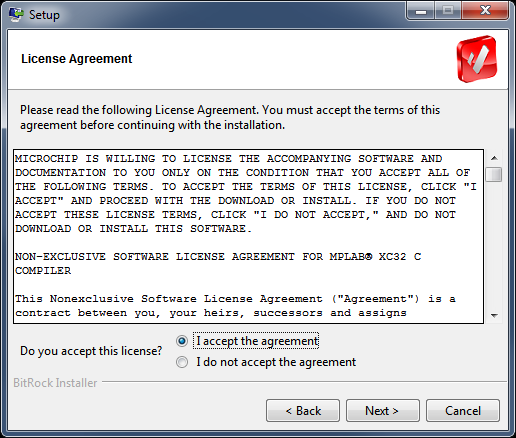 Setup
License Agreement
Please read the following License Agreement. You must accept the terms of this
agreement before continuing with the installation.
MICROCHIP IS WILLING TO LICENSE THE ACCOMPANYING SOFTWARE AND
DOCUMENTATION TO YOU ONLY ON THE CONDITION THAT YOU ACCEPT ALL OF
THE FOLLOWING TERMS. TO ACCEPT THE TERMS OF THIS LICENSE, CLICK "I
ACCEPT" AND PROCEED WITH THE DOWNLOAD OR INSTALL. IF YOU DO NOT
ACCEPT THESE LICENSE TERMS, CLICK "I DO NOT ACCEPT," AND DO NOT
DOWNLOAD OR INSTALL THIS SOFTWARE.
NON-EXCLUSIVE SOFTWARE LICENSE AGREEMENT FOR MPLAB® XC32 C
COMPILER
This Nonexclusive Software License Agreement ("Agreement") is a
contract between you, your heirs, successors and assigns
Do you accept this license?
I accept the agreement
I do not accept the agreement
BitRock Installer
< Back
Next >
Cancel